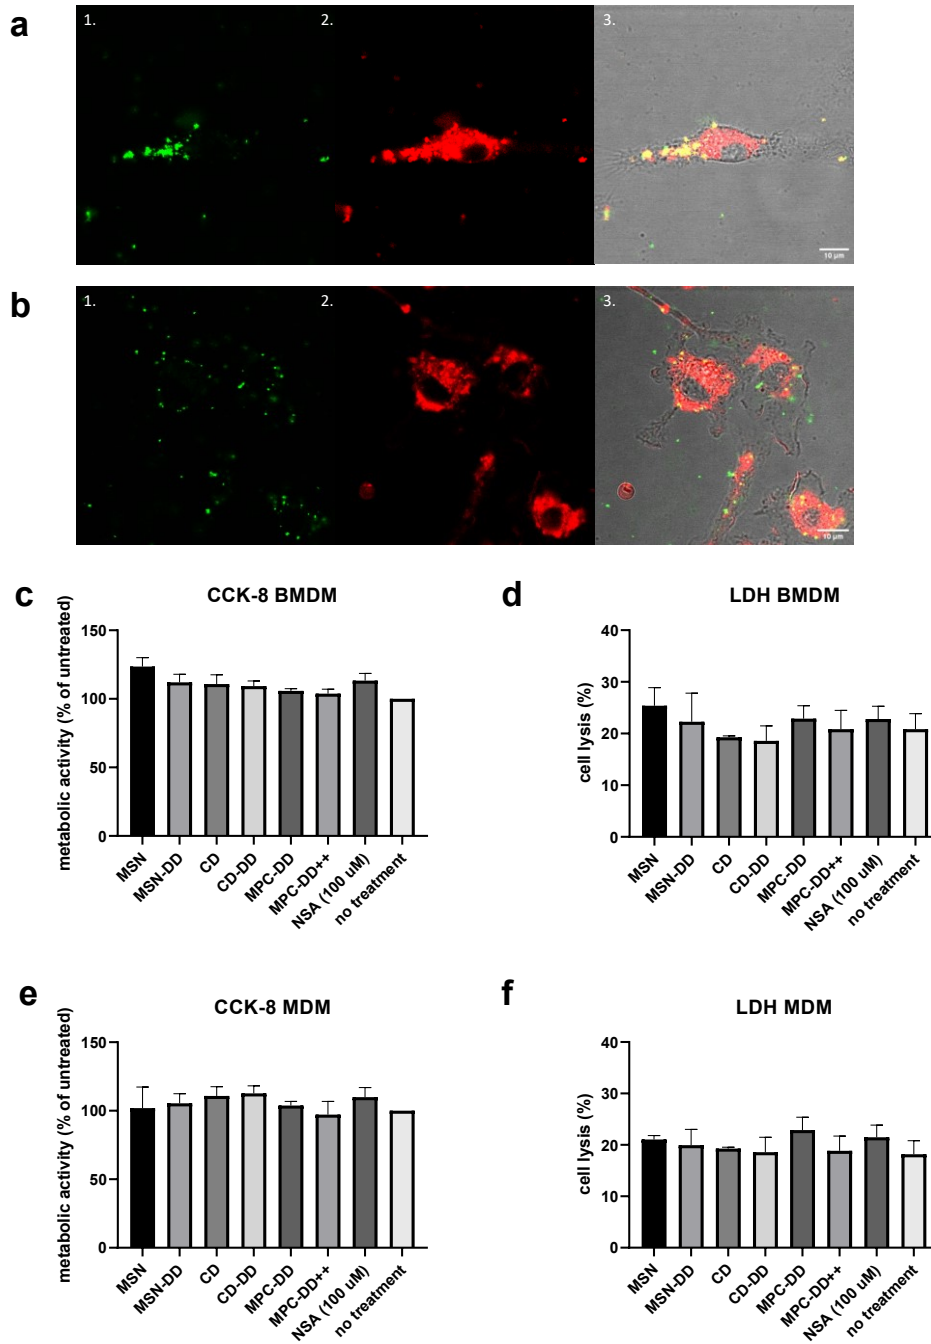 a
1.
2.
3.
10 µm
b
1.
2.
3.
10 µm
c
CCK-8 BMDM
metabolic activity (% of untreated)
150
100
50
0
MSN
MSN-DD
CD
CD-DD
MPC-DD
MPC-DD++
NSA (100 uM)
no treatment
d
LDH BMDM
cell lysis (%)
40
30
20
10
0
MSN
MSN-DD
CD
CD-DD
MPC-DD
MPC-DD++
NSA (100 uM)
no treatment
e
CCK-8 MDM
metabolic activity (% of untreated)
150
100
50
0
MSN
MSN-DD
CD
CD-DD
MPC-DD
MPC-DD++
NSA (100 uM)
no treatment
f
LDH MDM
cell lysis (%)
40
30
20
10
0
MSN
MSN-DD
CD
CD-DD
MPC-DD
MPC-DD++
NSA (100 uM)
no treatment